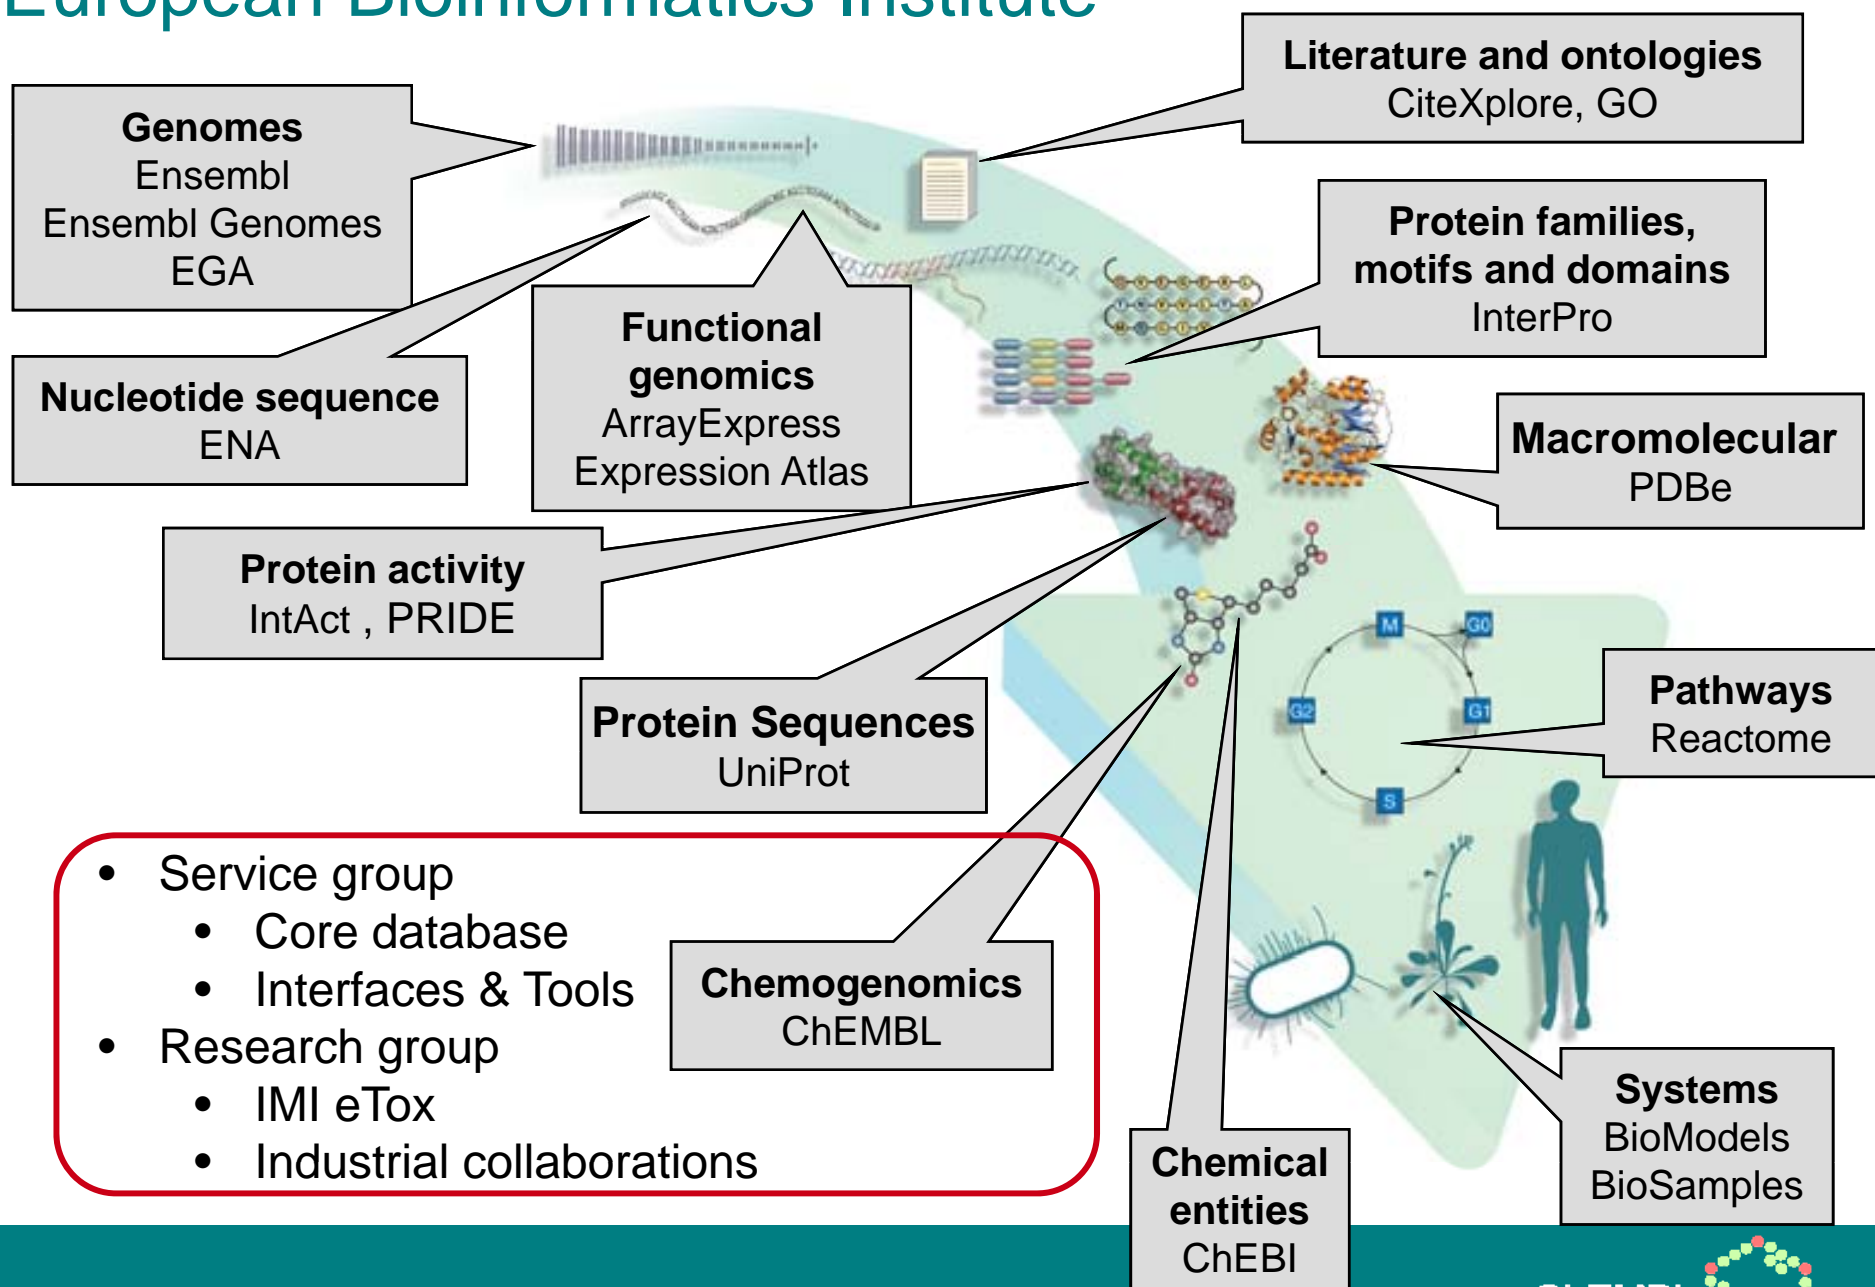 European Bioinformatics Institute
Literature and ontologies
CiteXplore, GO
Genomes
Ensembl
Ensembl Genomes
EGA
Protein families,
motifs and domains
InterPro
Functional
genomics
ArrayExpress
Expression Atlas
Nucleotide sequence
ENA
Macromolecular
PDBe
Protein activity
IntAct , PRIDE
M
G0
G2
G1
S
Pathways
Reactome
Protein Sequences
UniProt
• Service group
• Core database
• Interfaces & Tools
• Research group
• IMI eTox
• Industrial collaborations
Chemogenomics
ChEMBL
Systems
BioModels
BioSamples
Chemical
entities
ChEBI